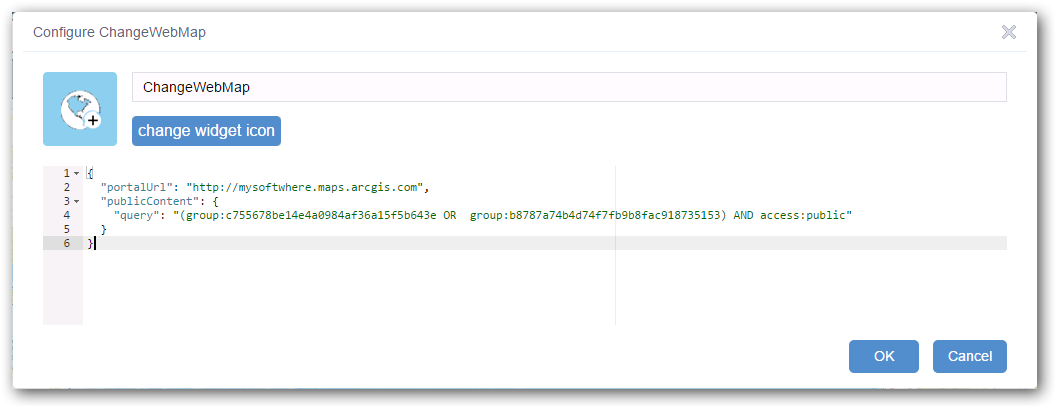 Configure ChangeWebMap
ChangeWebMap
change widget icon
1 {
2 "portalUrl": "http://mysoftwhere.maps.arcgis.com",
3 "publicContent": {
4 "query": "(group:c755678be14e4a0984af36a15f5b643e OR  group:b8787a74b4d74f7fb9b8fac918735153) AND access:public"
5 }
6 }
OK Cancel